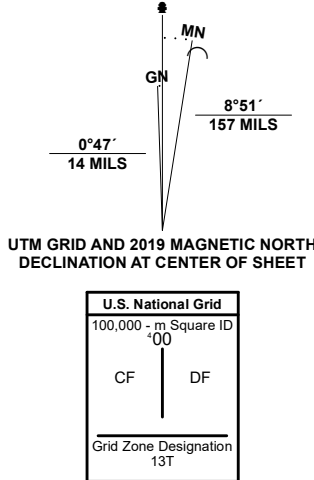 MN
GN
8°51´
157 MILS
0°47´
14 MILS
UTM GRID AND 2019 MAGNETIC NORTH
DECLINATION AT CENTER OF SHEET
U.S. National Grid
100,000 - m Square ID
⁴00
CF DF
Grid Zone Designation
13T